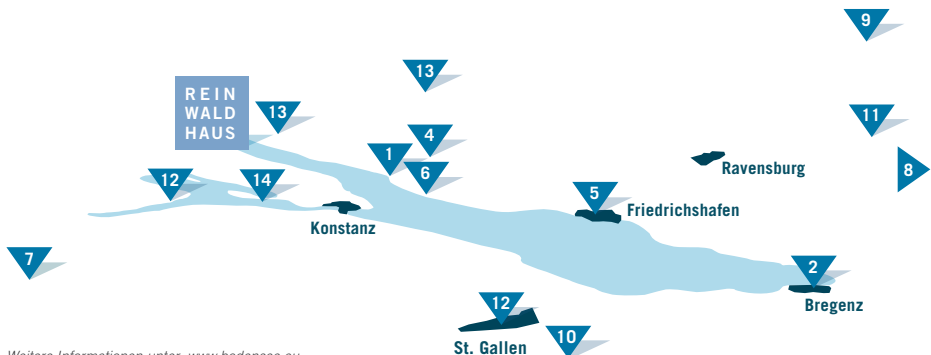 9
13
REIN
WALD
HAUS
13
11
4
1
6
Ravensburg
8
12
14
5
Friedrichshafen
Konstanz
7
2
Bregenz
12
10
St. Gallen